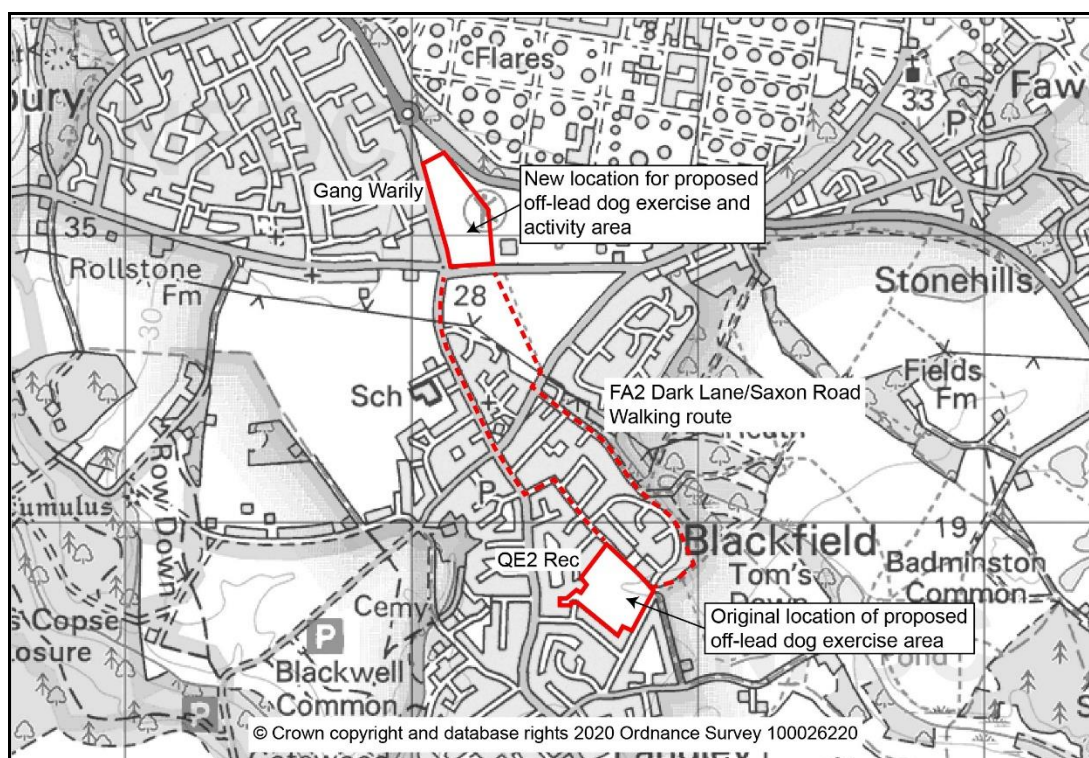 Flares
bury
33
Faw
P
Gang Warily
New location for proposed
off-lead dog exercise and
activity area
35
Rollstone
Fm
30
28
Stonehills
Sch
FA2 Dark Lane/Saxon Road
Walking route
Fields
Fm
Row Down
umulus
P
19
QE2 Rec
Blackfield
Badminston
Common
Tom's
Down
Cemy
Original location of proposed
off-lead dog exercise area
s Copse
losure
P
Blackwell
Common
P
© Crown copyright and database rights 2020 Ordnance Survey 100026220